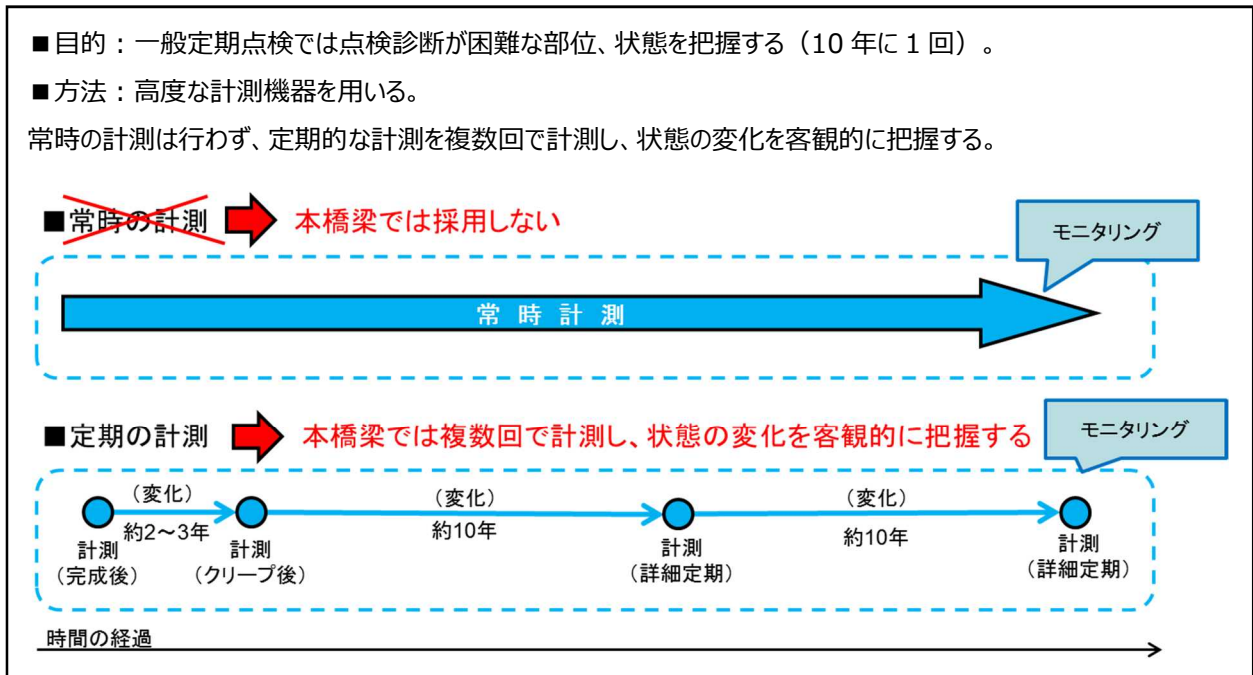 ■目的：一般定期点検では点検診断が困難な部位、状態を把握する（10 年に 1 回）。
■方法：高度な計測機器を用いる。
常時の計測は行わず、定期的な計測を複数回で計測し、状態の変化を客観的に把握する。
■常時の計測 本橋梁では採用しない
モニタリング
常時計測
■定期の計測 本橋梁では複数回で計測し、状態の変化を客観的に把握する
モニタリング
（変化） （変化） （変化）
約2～3年 約10年 約10年
計測 計測 計測 計測
（完成後） （クリープ後） （詳細定期） （詳細定期）
時間の経過